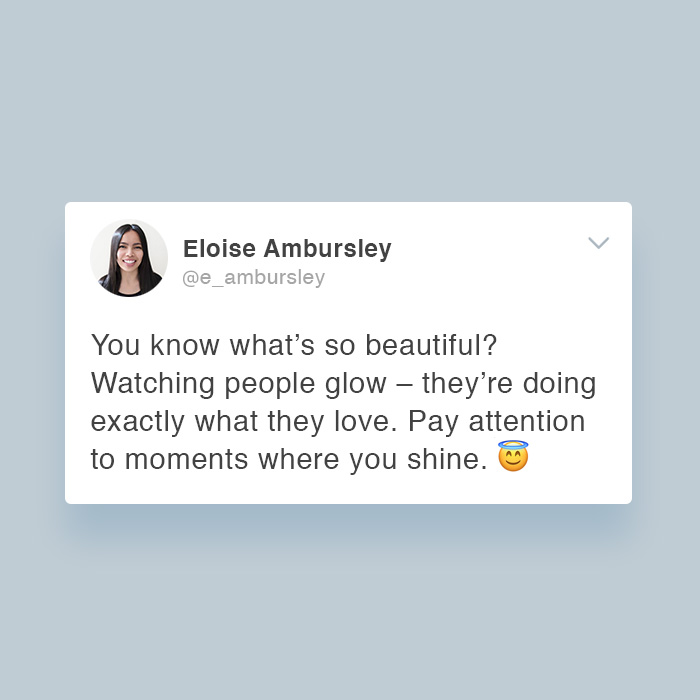 Eloise Ambursley
@e_ambursley
You know what’s so beautiful?
Watching people glow – they’re doing
exactly what they love. Pay attention
to moments where you shine. 😇